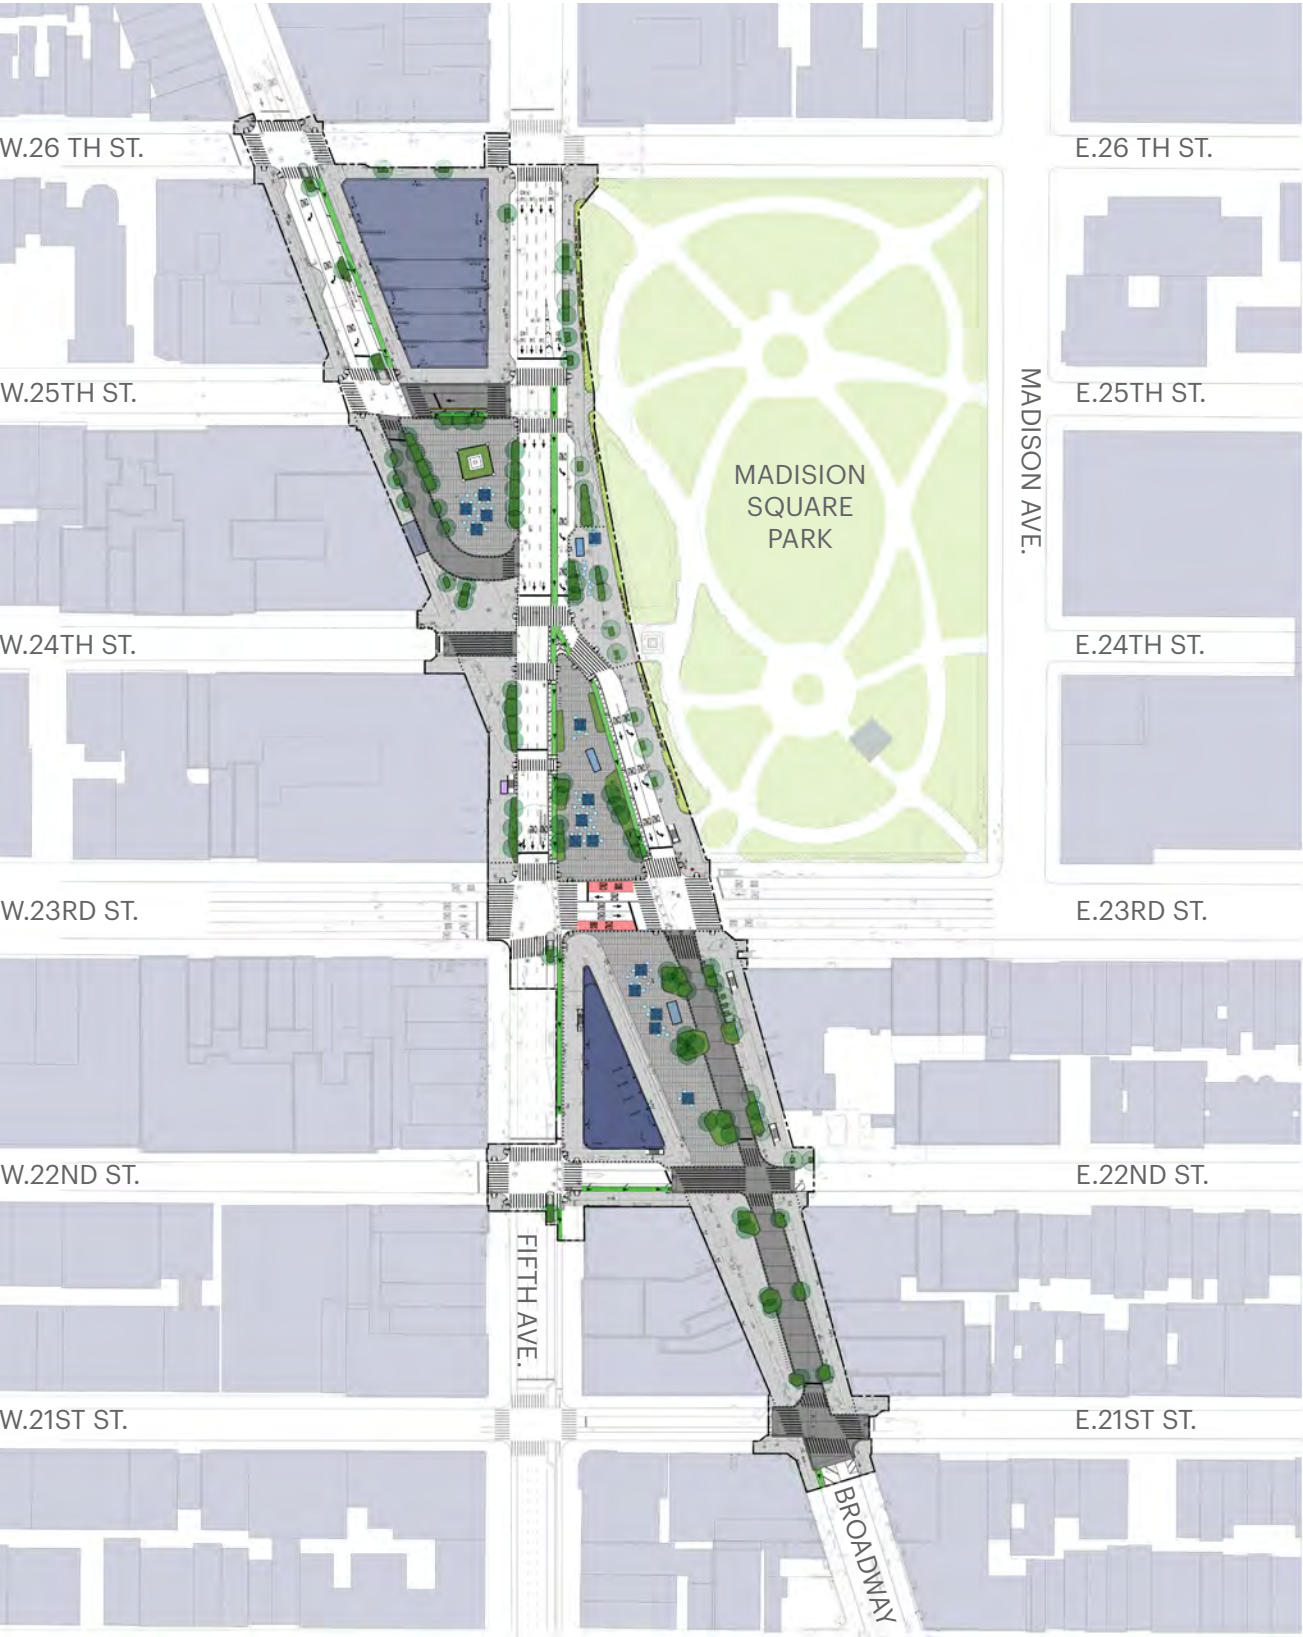 W.26 TH ST.
E.26 TH ST.
W.25TH ST.
E.25TH ST.
MADISON AVE.
MADISION
SQUARE
PARK
W.24TH ST.
E.24TH ST.
W.23RD ST.
E.23RD ST.
W.22ND ST.
E.22ND ST.
FIFTH AVE.
W.21ST ST.
E.21ST ST.
BROADWAY